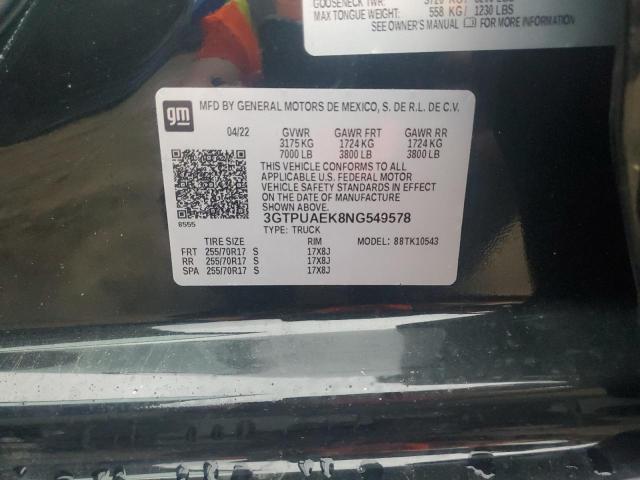 GOOSENECK TWR:
MAX TONGUE WEIGHT: 558 KG / 1230 LBS
SEE OWNER'S MANUAL FOR MORE INFORMATION
gm
MFD BY GENERAL MOTORS DE MEXICO, S. DE R.L. DE C.V.
04/22 GVWR GAWR FRT GAWR RR
3175 KG 1724 KG 1724 KG
7000 LB 3800 LB 3800 LB
THIS VEHICLE CONFORMS TO ALL
APPLICABLE U.S. FEDERAL MOTOR
VEHICLE SAFETY STANDARDS IN EFFECT
ON THE DATE OF MANUFACTURE
SHOWN ABOVE.
3GTPUAEK8NG549578
8555
TYPE: TRUCK
TIRE SIZE RIM MODEL: 88TK10543
FRT 255/70R17 S 17X8J
RR 255/70R17 S 17X8J
SPA 255/70R17 S 17X8J